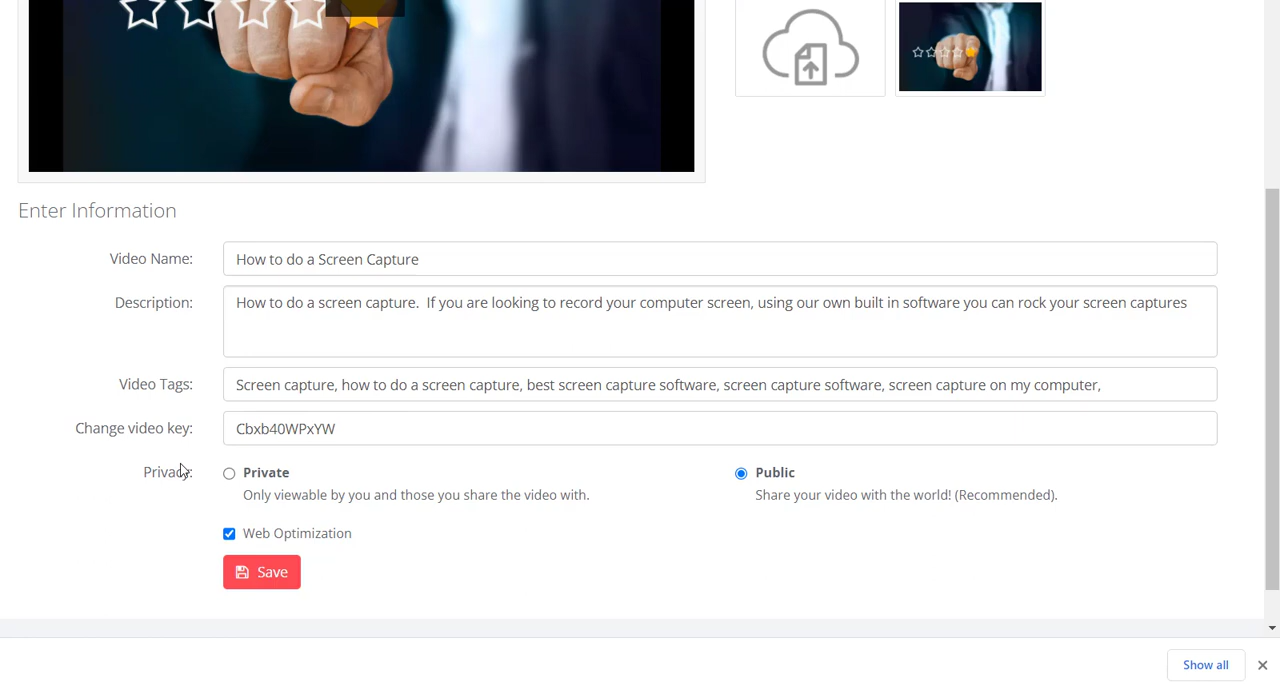 Enter Information
Video Name: How to do a Screen Capture
Description: How to do a screen capture.  If you are looking to record your computer screen, using our own built in software you can rock your screen captures
Video Tags: Screen capture, how to do a screen capture, best screen capture software, screen capture software, screen capture on my computer,
Change video key: Cbxb40WPxYW
Privacy: Private Public
Only viewable by you and those you share the video with. Share your video with the world! (Recommended).
Web Optimization
Save
Show all